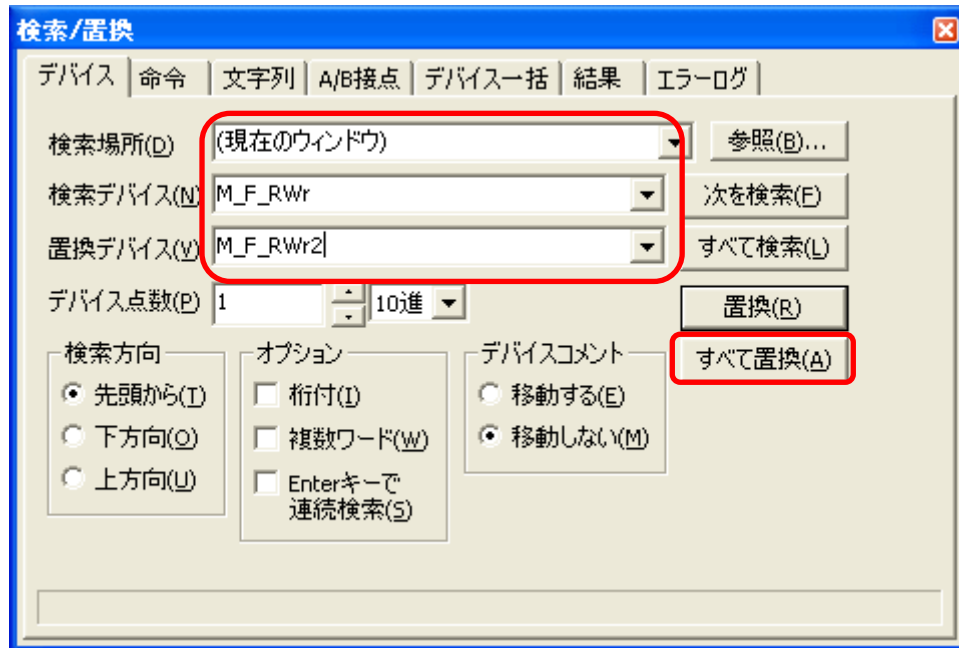 検索/置換
デバイス 命令 文字列 A/B接点 デバイス一括 結果 エラーログ
検索場所(D) (現在のウィンドウ) 参照(B)...
検索デバイス(N) M_F_RWr 次を検索(F)
置換デバイス(V) M_F_RWr2 すべて検索(L)
デバイス点数(P) 1 10進 置換(R)
検索方向 オプション デバイスコメント すべて置換(A)
先頭から(T) 桁付(I) 移動する(E)
下方向(O) 複数ワード(W) 移動しない(M)
上方向(U) Enterキーで
連続検索(S)